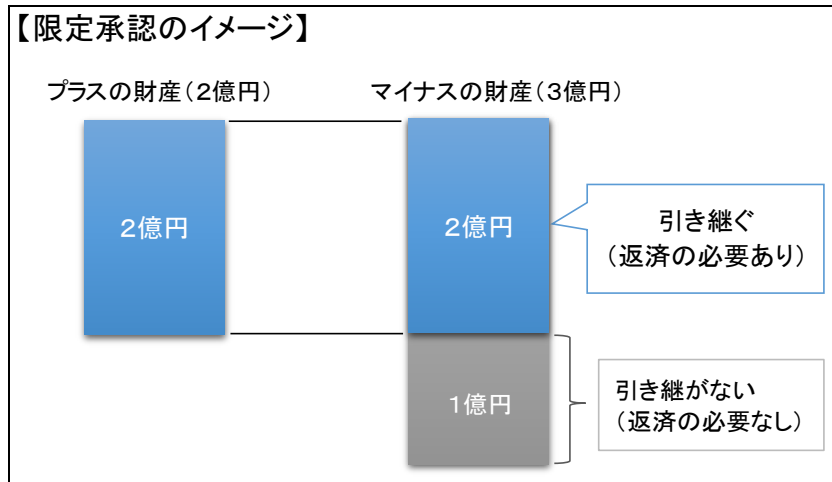 【限定承認のイメージ】
プラスの財産(2億円)
マイナスの財産(3億円)
2億円
2億円
引き継ぐ
(返済の必要あり)
1億円
引き継がない
(返済の必要なし)